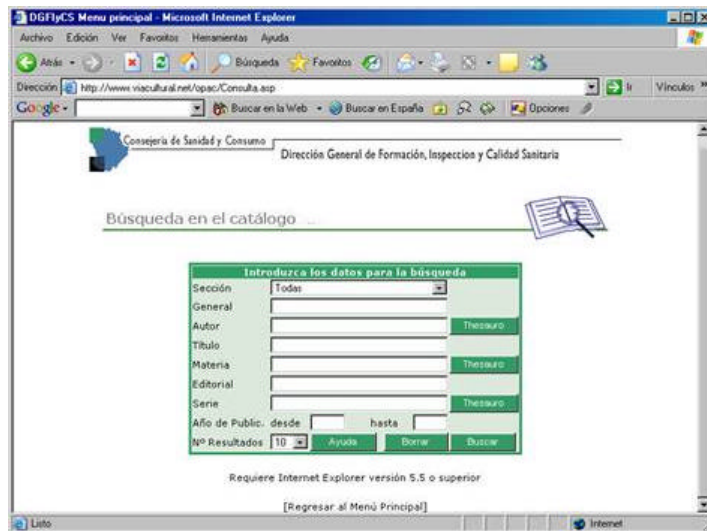 DGFIyCS Menu principal - Microsoft Internet Explorer
Archivo Edición Ver Favoritos Herramientas Ayuda
Atrás Búsqueda Favoritos
Dirección http://www.viacultural.net/opac/Consulta.asp Ir Vínculos »
Google Buscar en la Web Buscar en España Opciones
Consejería de Sanidad y Consumo
Dirección General de Formación, Inspeccion y Calidad Sanitaria
Búsqueda en el catálogo ..
Introduzca los datos para la búsqueda
Sección Todas
General
Autor Thesauro
Título
Materia Thesauro
Editorial
Serie Thesauro
Año de Public. desde hasta
Nº Resultados 10 Ayuda Borrar Buscar
Requiere Internet Explorer versión 5.5 o superior
[Regresar al Menú Principal]
Listo Internet